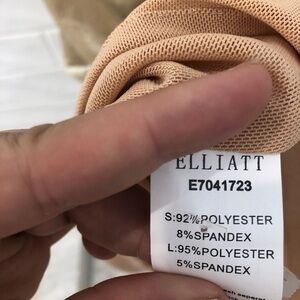 ELLIATT
E7041723
S:92%POLYESTER
8%SPANDEX
L:95%POLYESTER
5%SPANDEX